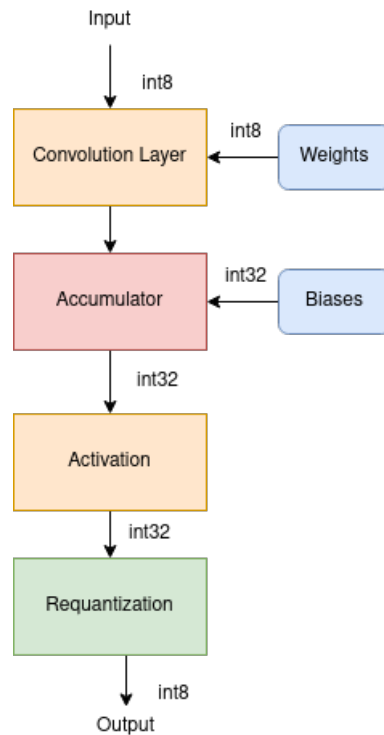 Input
int8
int8
Convolution Layer
Weights
int32
Accumulator
Biases
int32
Activation
int32
Requantization
int8
Output